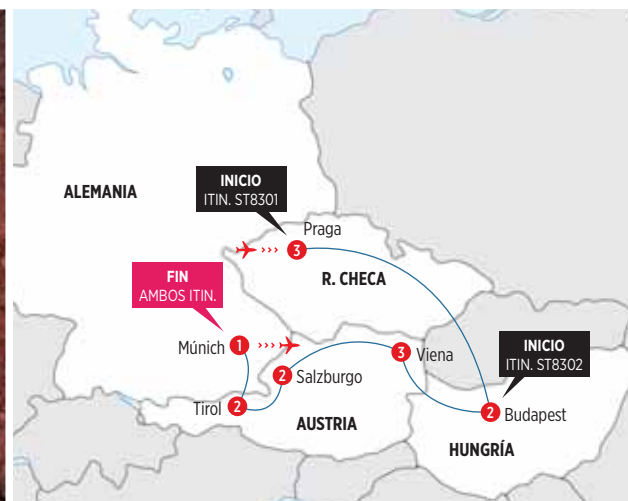 ALEMANIA
INICIO
ITIN. ST8301
Praga
3
R. CHECA
FIN
AMBOS ITIN.
Múnich
1
3
Viena
INICIO
ITIN. ST8302
2
Salzburgo
Tirol
2
AUSTRIA
2
Budapest
HUNGRÍA